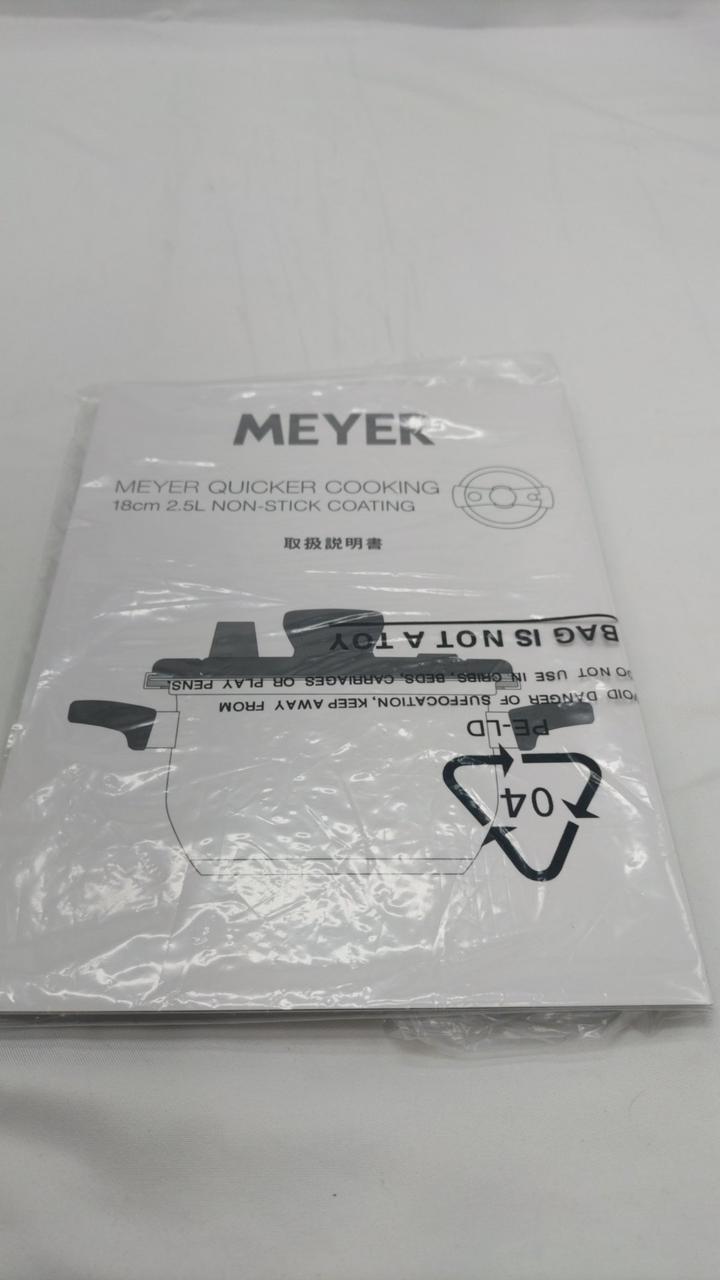 MEYER
MEYER QUICKER COOKING
18cm 2.5L NON-STICK COATING
取扱説明書
BAG IS NOT A TOY
DO NOT USE IN CRIBS, BEDS, CARRIAGES OR PLAY PENS.
DANGER OF SUFFOCATION, KEEP AWAY FROM
PE-LD
04